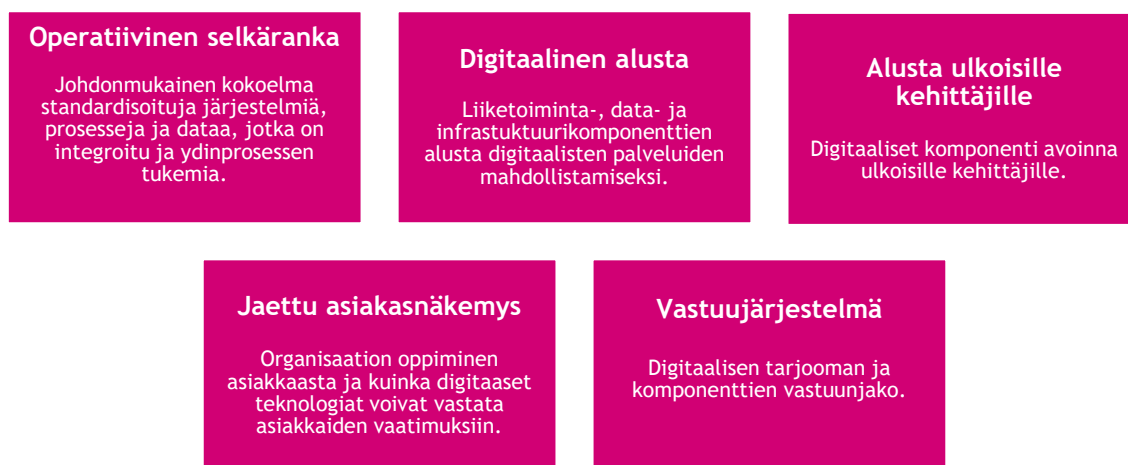 Operatiivinen selkäranka
Johdonmukainen kokoelma
standardisoituja järjestelmiä,
prosesseja ja dataa, jotka on
integroitu ja ydinprosessen
tukemia.
Digitaalinen alusta
Liiketoiminta-, data- ja
infrastuktuurikomponenttien
alusta digitaalisten palveluiden
mahdollistamiseksi.
Alusta ulkoisille
kehittäjille
Digitaaliset komponenti avoinna
ulkoisille kehittäjille.
Jaettu asiakasnäkemys
Organisaation oppiminen
asiakkaasta ja kuinka digitaaset
teknologiat voivat vastata
asiakkaiden vaatimuksiin.
Vastuujärjestelmä
Digitaalisen tarjooman ja
komponenttien vastuunjako.